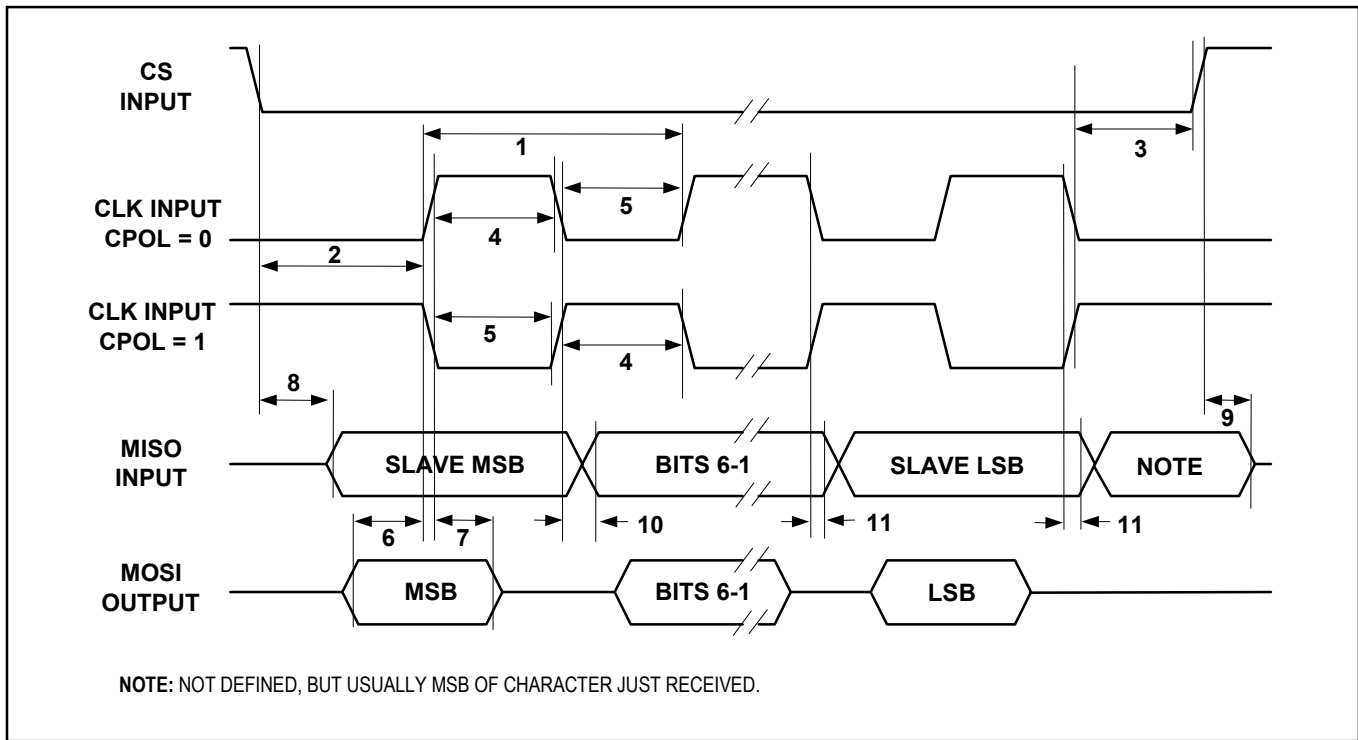 CS
INPUT
1
3
5
CLK INPUT
CPOL = 0
4
2
CLK INPUT
CPOL = 1
5
4
8
9
MISO
INPUT
SLAVE MSB
BITS 6-1
SLAVE LSB
NOTE
6
7
10
11
11
MOSI
OUTPUT
MSB
BITS 6-1
LSB
NOTE: NOT DEFINED, BUT USUALLY MSB OF CHARACTER JUST RECEIVED.